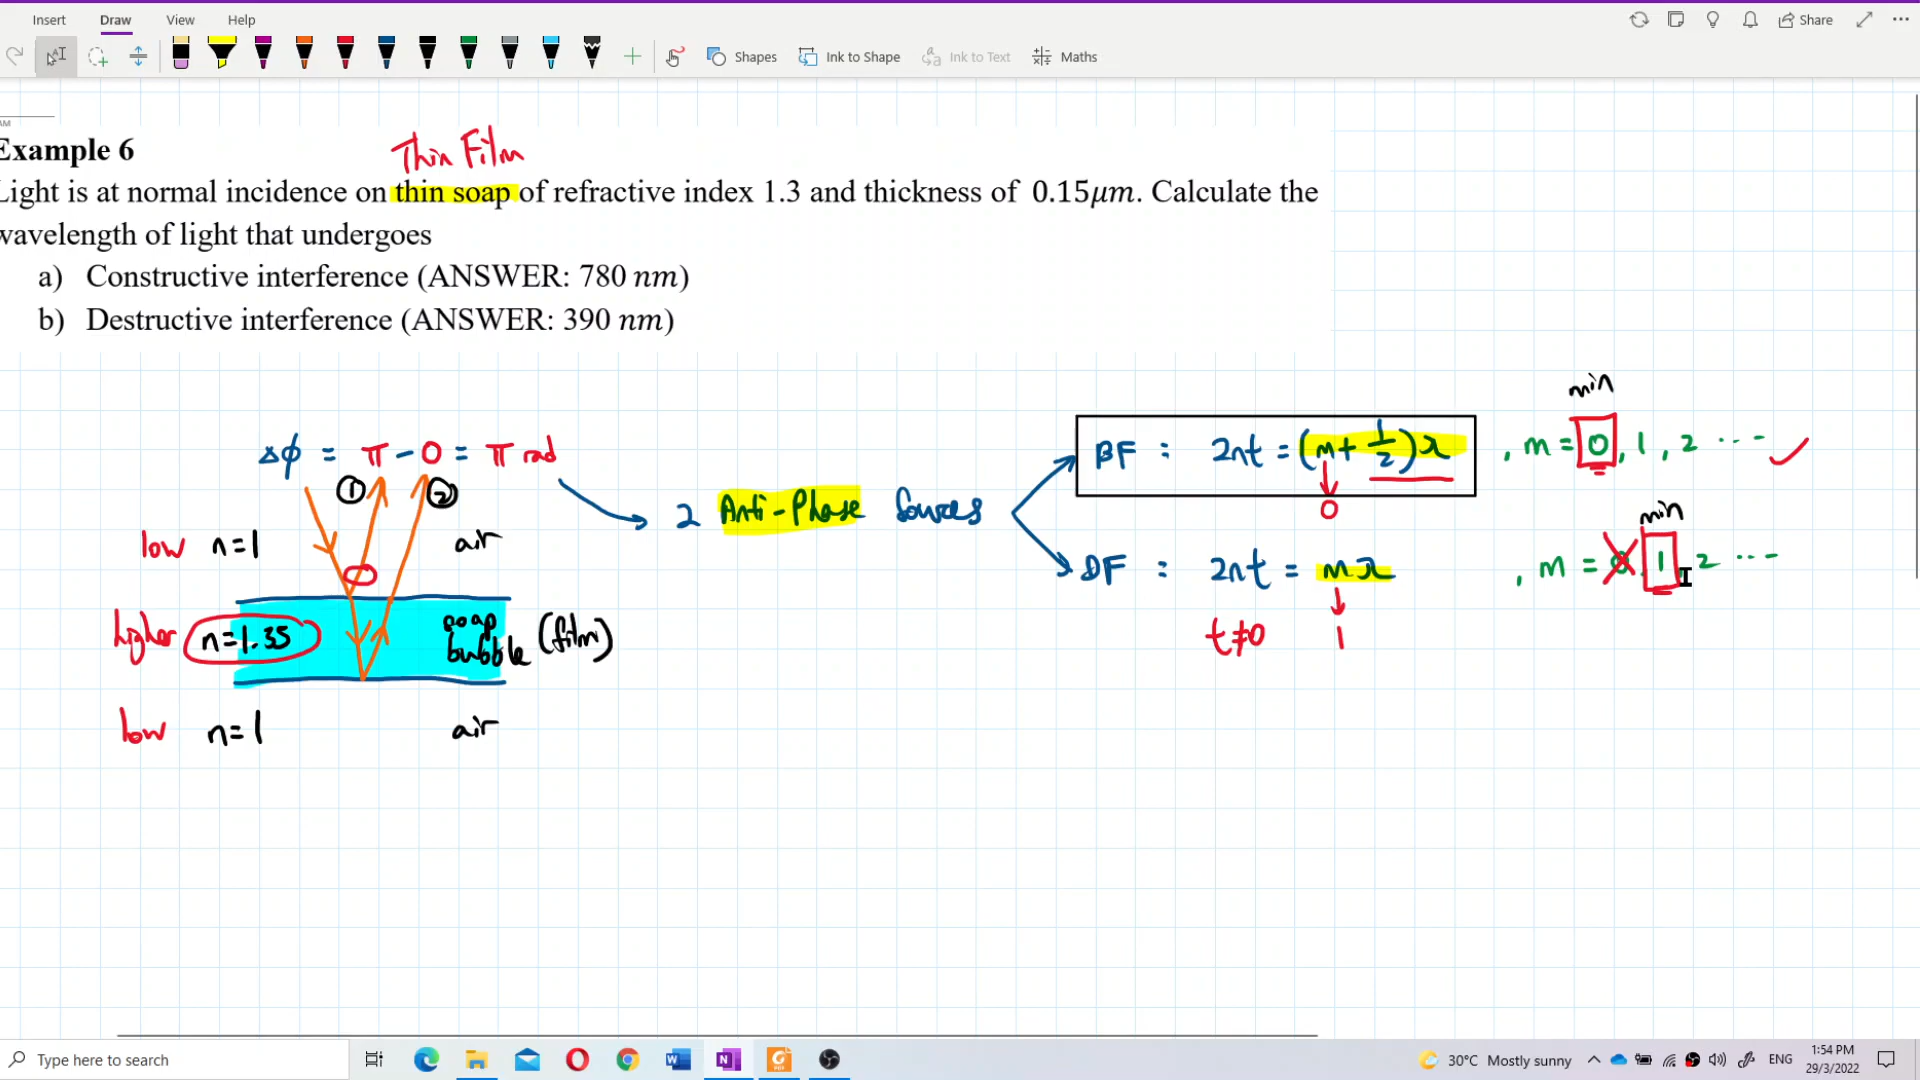 Insert Draw View Help
Share
Shapes Ink to Shape Ink to Text Maths
AM
Example 6
Thin Film
Light is at normal incidence on thin soap of refractive index 1.3 and thickness of 0.15μm. Calculate the
wavelength of light that undergoes
a) Constructive interference (ANSWER: 780 nm)
b) Destructive interference (ANSWER: 390 nm)
min
Δϕ = π - 0 = π rad
BF : 2nt = (m + 1/2)λ , m = 0, 1, 2 ...
① ②
0
2 Anti-Phase Sources
min
low n=1 air
DF : 2nt = mλ , m = 0, 1, 2 ...
t≠0 1
higher n=1.35 soap bubble (film)
low n=1 air
Type here to search
30°C Mostly sunny
ENG
1:54 PM
29/3/2022